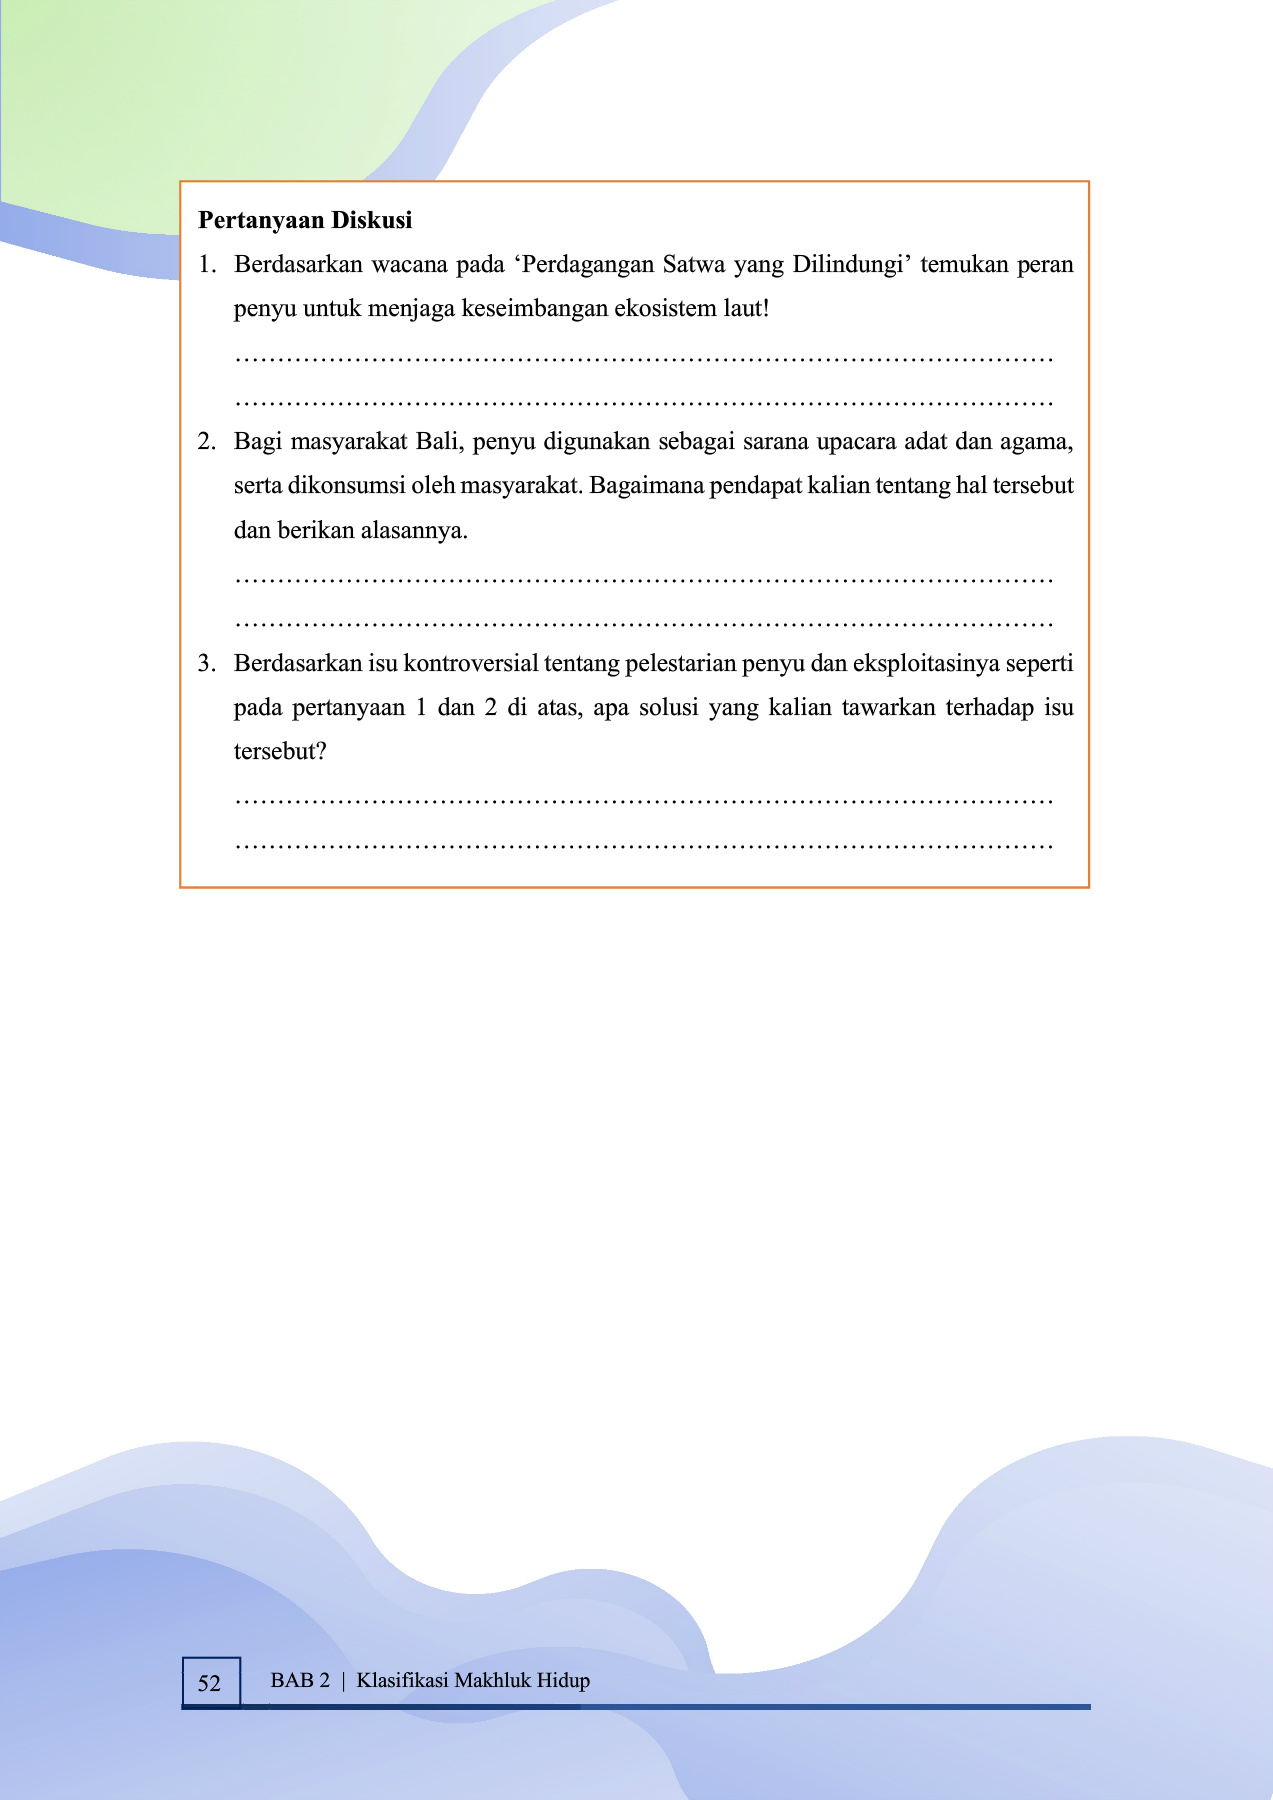 Pertanyaan Diskusi
1. Berdasarkan wacana pada ‘Perdagangan Satwa yang Dilindungi’ temukan peran
penyu untuk menjaga keseimbangan ekosistem laut!
……………………………………………………………………………………
……………………………………………………………………………………
2. Bagi masyarakat Bali, penyu digunakan sebagai sarana upacara adat dan agama,
serta dikonsumsi oleh masyarakat. Bagaimana pendapat kalian tentang hal tersebut
dan berikan alasannya.
……………………………………………………………………………………
……………………………………………………………………………………
3. Berdasarkan isu kontroversial tentang pelestarian penyu dan eksploitasinya seperti
pada pertanyaan 1 dan 2 di atas, apa solusi yang kalian tawarkan terhadap isu
tersebut?
……………………………………………………………………………………
……………………………………………………………………………………
52 BAB 2 | Klasifikasi Makhluk Hidup